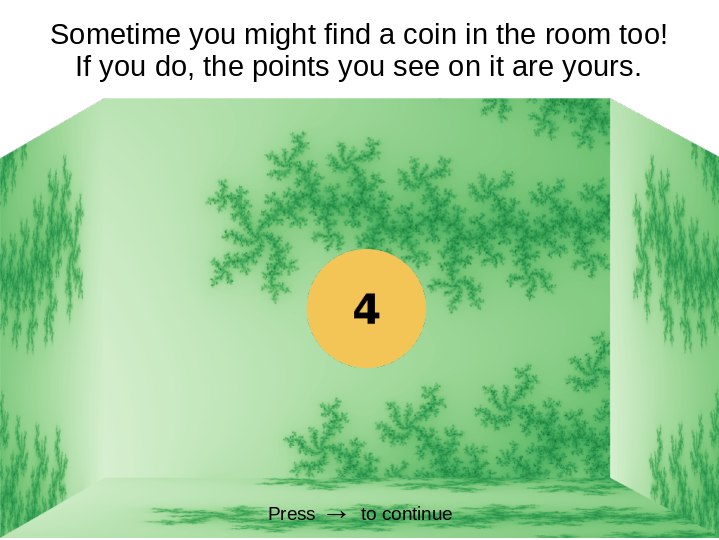 Sometime you might find a coin in the room too!
If you do, the points you see on it are yours.
4
Press → to continue